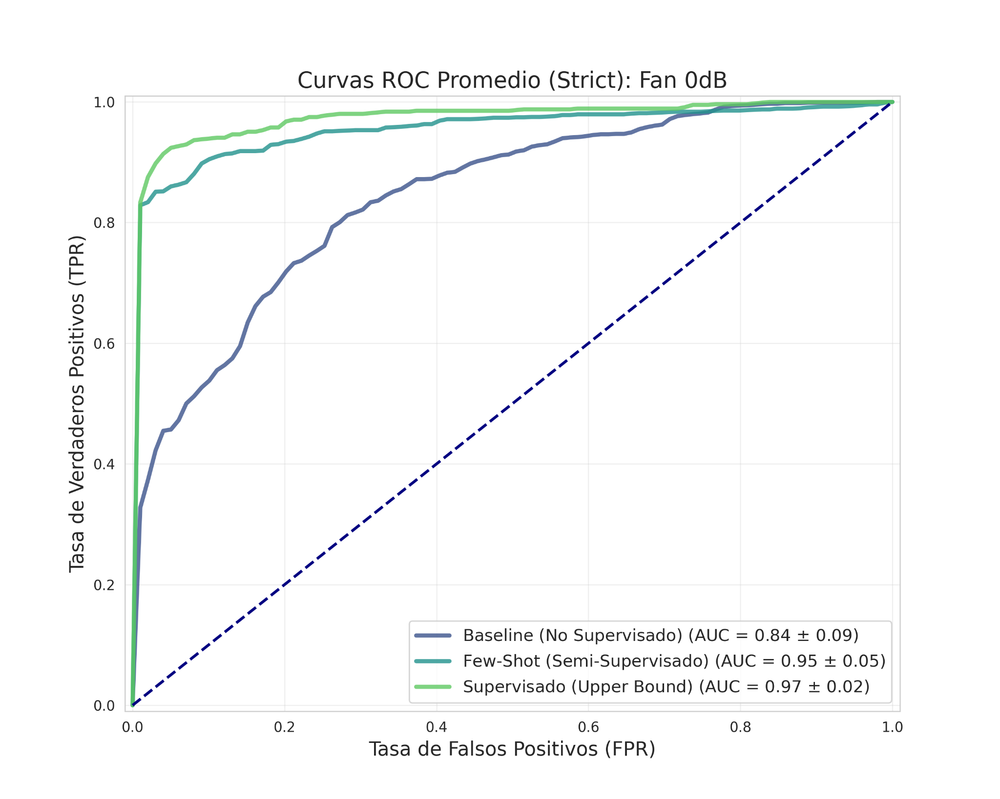 Curvas ROC Promedio (Strict): Fan 0dB
Tasa de Verdaderos Positivos (TPR)
1.0
0.8
0.6
0.4
0.2
0.0
0.0 0.2 0.4 0.6 0.8 1.0
Tasa de Falsos Positivos (FPR)
Baseline (No Supervisado) (AUC = 0.84 ± 0.09)
Few-Shot (Semi-Supervisado) (AUC = 0.95 ± 0.05)
Supervisado (Upper Bound) (AUC = 0.97 ± 0.02)